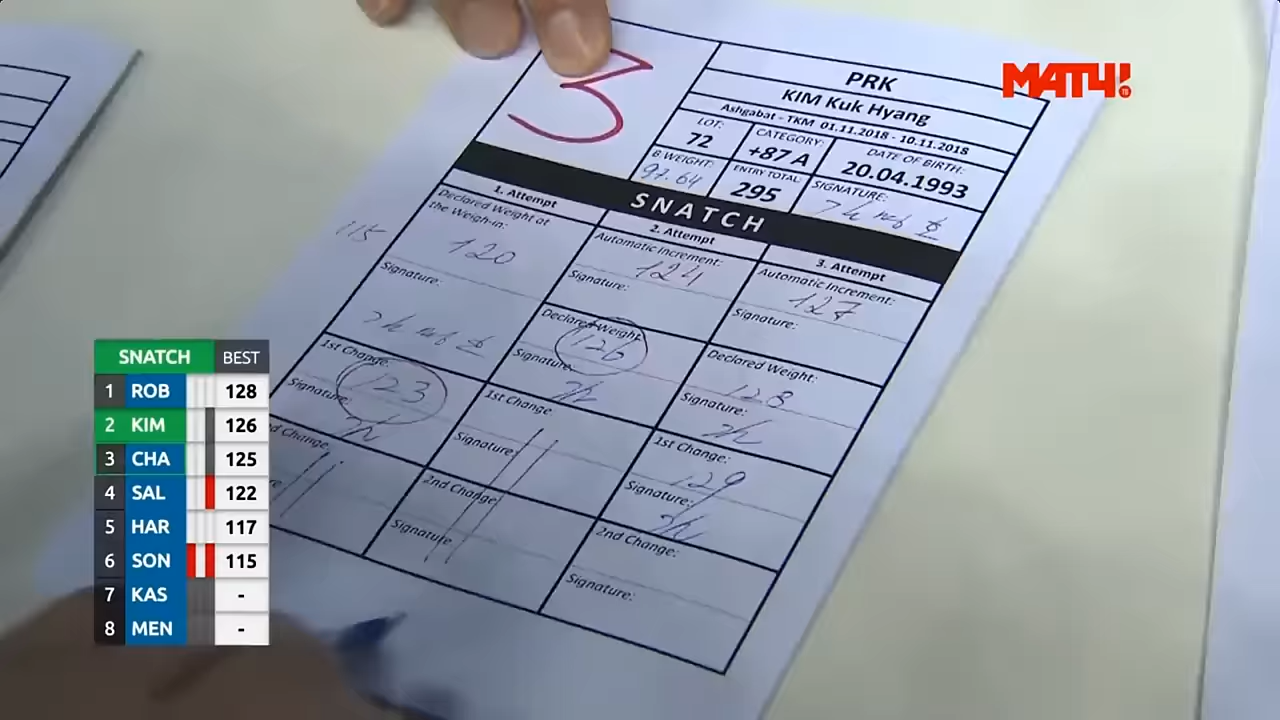 МАТЧ!
ТВ
3
PRK
KIM Kuk Hyang
Ashgabat - TKM 01.11.2018 - 10.11.2018
LOT:
72
CATEGORY:
+87 A
DATE OF BIRTH:
20.04.1993
B WEIGHT:
97.64
ENTRY TOTAL:
295
SIGNATURE:
SNATCH
1. Attempt
2. Attempt
3. Attempt
115
Declared Weight at
the Weigh-in:
120
Signature:
Automatic Increment:
124
Signature:
Automatic Increment:
127
Signature:
1st Change:
123
Signature:
Declared Weight:
126
Signature:
Declared Weight:
128
Signature:
Change:
1st Change
Signature:
1st Change:
129
Signature:
2nd Change:
Signature:
2nd Change:
Signature:
SNATCH BEST
1 ROB 128
2 KIM 126
3 CHA 125
4 SAL 122
5 HAR 117
6 SON 115
7 KAS -
8 MEN -